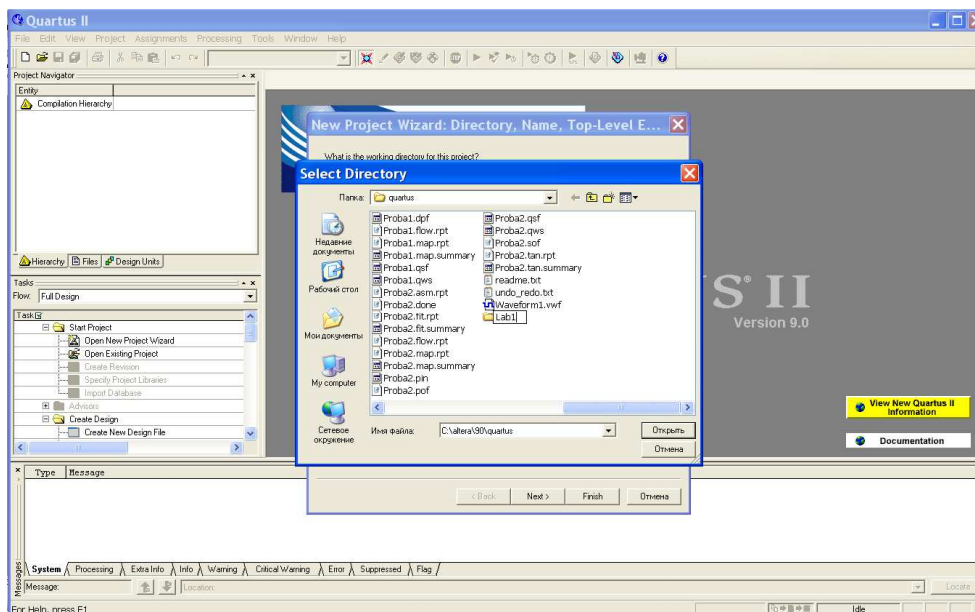 Quartus II
File Edit View Project Assignments Processing Tools Window Help
Project Navigator
Entity
Compilation Hierarchy
Hierarchy Files Design Units
Tasks
Flow: Full Design
Task
Start Project
Open New Project Wizard
Open Existing Project
Create Revision
Specify Project Libraries
Import Database
Advisors
Create Design
Create New Design File
New Project Wizard: Directory, Name, Top-Level E...
What is the working directory for this project?
Select Directory
Папка: quartus
Недавние документы
Рабочий стол
Мои документы
My computer
Сетевое окружение
Proba1.dpf
Proba1.flow.rpt
Proba1.map.rpt
Proba1.map.summary
Proba1.qsf
Proba1.qws
Proba2.asm.rpt
Proba2.done
Proba2.fit.rpt
Proba2.fit.summary
Proba2.flow.rpt
Proba2.map.rpt
Proba2.map.summary
Proba2.pin
Proba2.pof
Proba2.qsf
Proba2.qws
Proba2.sof
Proba2.tan.rpt
Proba2.tan.summary
readme.txt
undo_redo.txt
Waveform1.vwf
Lab1
Имя файла: C:\altera\90\quartus
Открыть
Отмена
< Back Next > Finish Отмена
S II
Version 9.0
View New Quartus II Information
Documentation
Type Message
Messages
System Processing Extra Info Info Warning Critical Warning Error Suppressed Flag
Message: Location: Locate
For Help, press F1
Idle